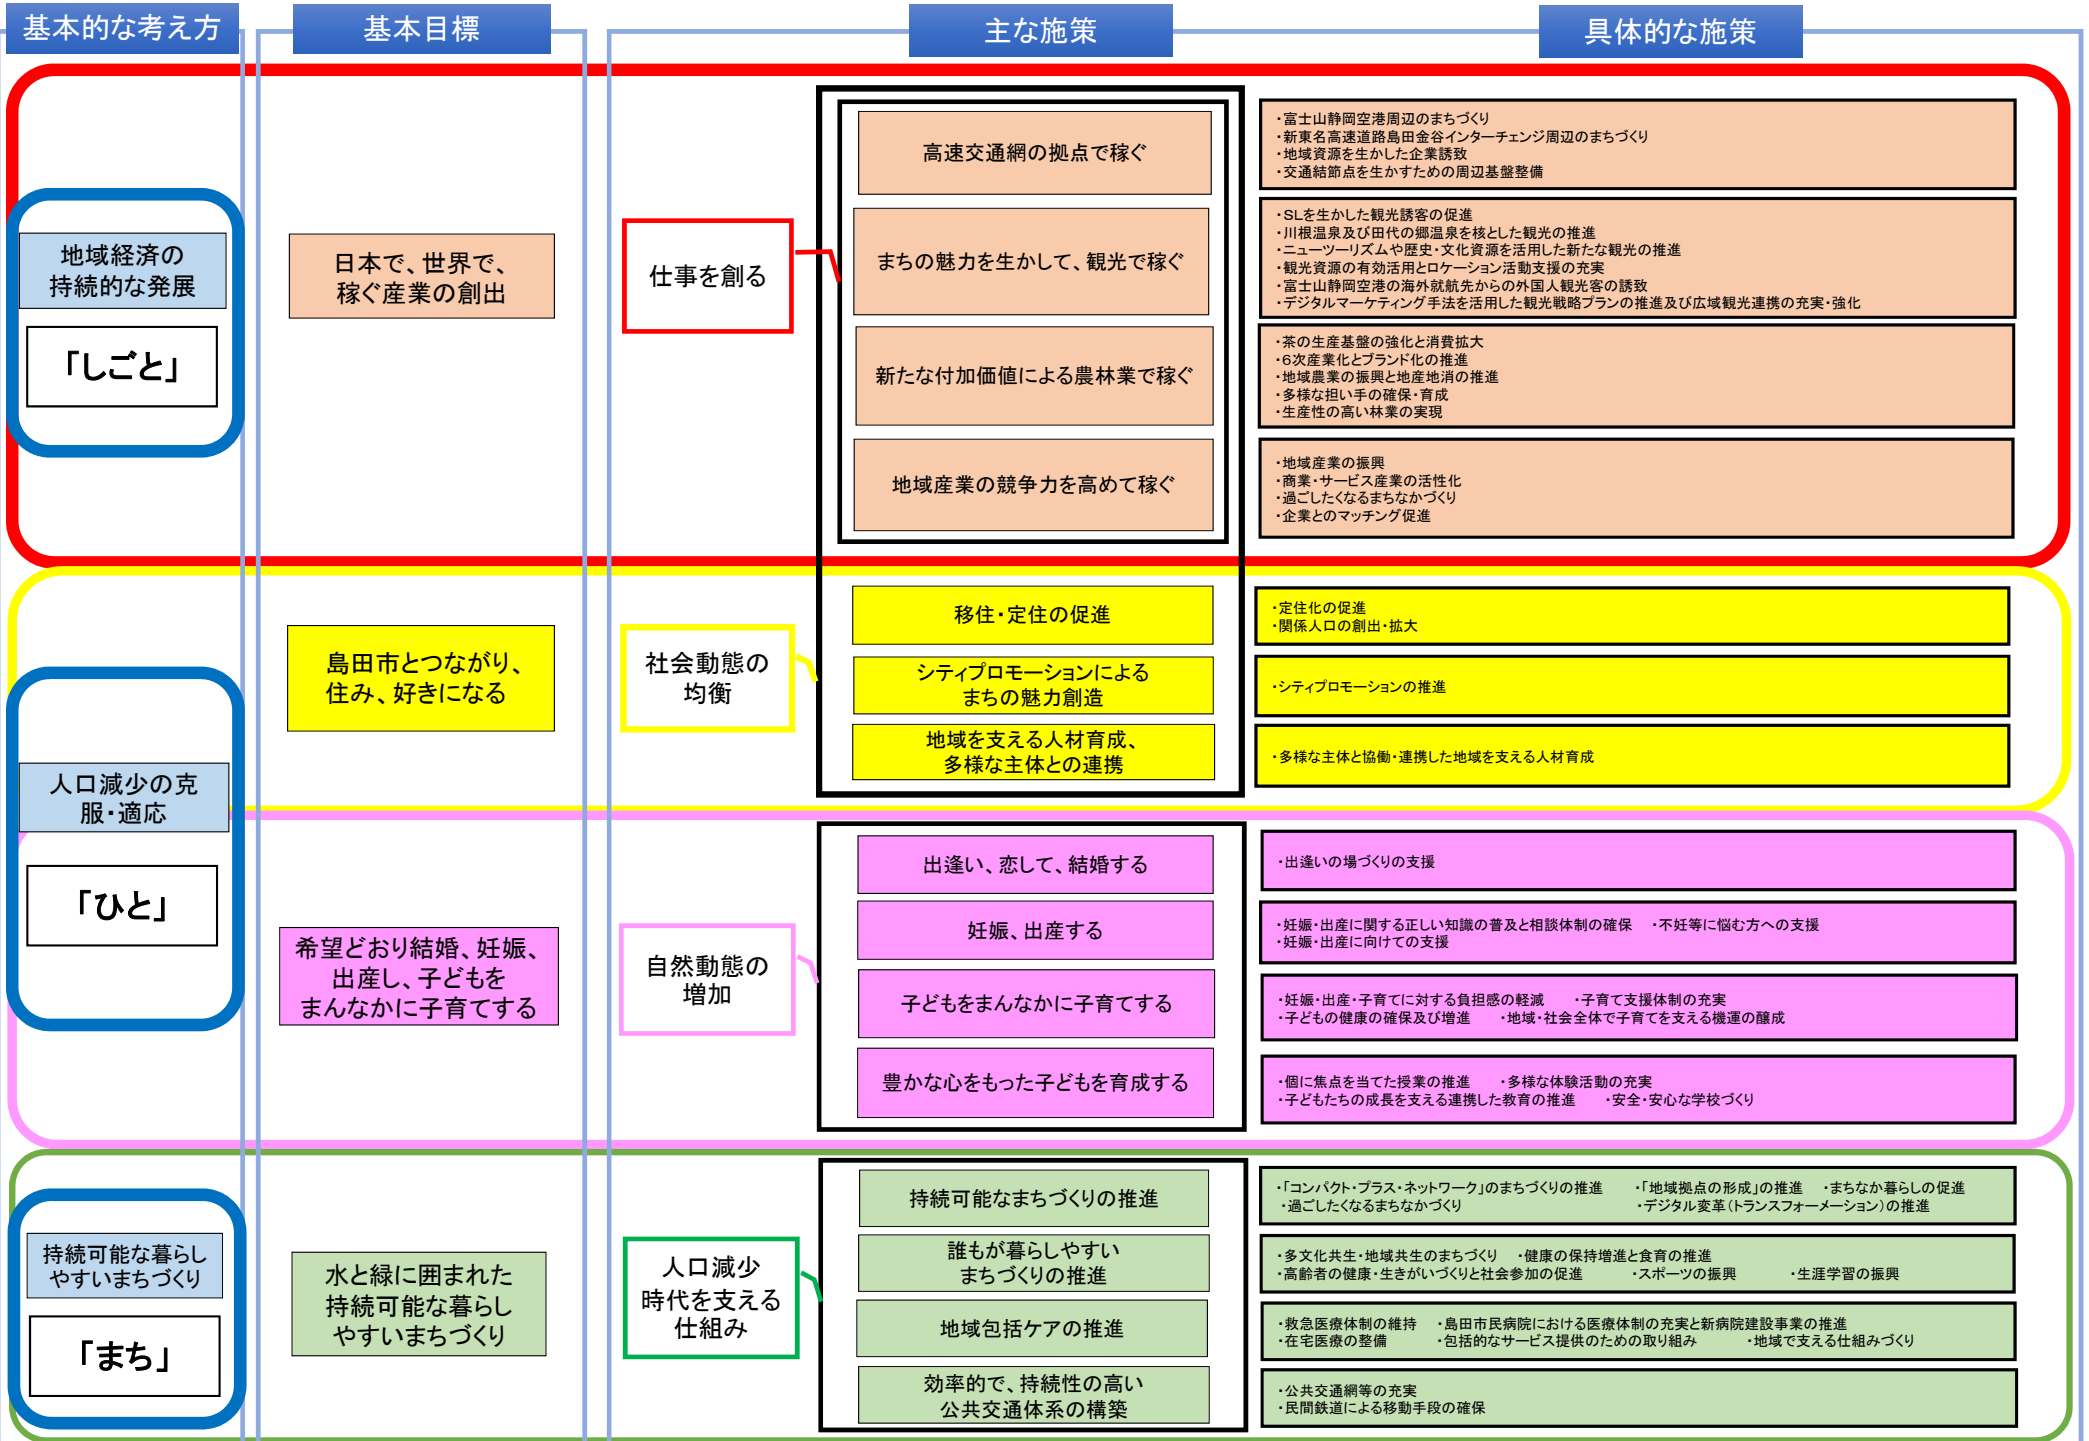 基本的な考え方
基本目標
主な施策
具体的な施策
地域経済の
持続的な発展
「しごと」
日本で、世界で、
稼ぐ産業の創出
仕事を創る
高速交通網の拠点で稼ぐ
・富士山静岡空港周辺のまちづくり
・新東名高速道路島田金谷インターチェンジ周辺のまちづくり
・地域資源を生かした企業誘致
・交通結節点を生かすための周辺基盤整備
まちの魅力を生かして、観光で稼ぐ
・SLを生かした観光誘客の促進
・川根温泉及び田代の郷温泉を核とした観光の推進
・ニューツーリズムや歴史・文化資源を活用した新たな観光の推進
・観光資源の有効活用とロケーション活動支援の充実
・富士山静岡空港の海外就航先からの外国人観光客の誘致
・デジタルマーケティング手法を活用した観光戦略プランの推進及び広域観光連携の充実・強化
新たな付加価値による農林業で稼ぐ
・茶の生産基盤の強化と消費拡大
・6次産業化とブランド化の推進
・地域農業の振興と地産地消の推進
・多様な担い手の確保・育成
・生産性の高い林業の実現
地域産業の競争力を高めて稼ぐ
・地域産業の振興
・商業・サービス産業の活性化
・過ごしたくなるまちなかづくり
・企業とのマッチング促進
人口減少の克
服・適応
「ひと」
島田市とつながり、
住み、好きになる
社会動態の
均衡
移住・定住の促進
・定住化の促進
・関係人口の創出・拡大
シティプロモーションによる
まちの魅力創造
・シティプロモーションの推進
地域を支える人材育成、
多様な主体との連携
・多様な主体と協働・連携した地域を支える人材育成
希望どおり結婚、妊娠、
出産し、子どもを
まんなかに子育てする
自然動態の
増加
出逢い、恋して、結婚する
・出逢いの場づくりの支援
妊娠、出産する
・妊娠・出産に関する正しい知識の普及と相談体制の確保 ・不妊等に悩む方への支援
・妊娠・出産に向けての支援
子どもをまんなかに子育てする
・妊娠・出産・子育てに対する負担感の軽減 ・子育て支援体制の充実
・子どもの健康の確保及び増進 ・地域・社会全体で子育てを支える機運の醸成
豊かな心をもった子どもを育成する
・個に焦点を当てた授業の推進 ・多様な体験活動の充実
・子どもたちの成長を支える連携した教育の推進 ・安全・安心な学校づくり
持続可能な暮らし
やすいまちづくり
「まち」
水と緑に囲まれた
持続可能な暮らし
やすいまちづくり
人口減少
時代を支える
仕組み
持続可能なまちづくりの推進
・「コンパクト・プラス・ネットワーク」のまちづくりの推進 ・「地域拠点の形成」の推進 ・まちなか暮らしの促進
・過ごしたくなるまちなかづくり ・デジタル変革（トランスフォーメーション）の推進
誰もが暮らしやすい
まちづくりの推進
・多文化共生・地域共生のまちづくり ・健康の保持増進と食育の推進
・高齢者の健康・生きがいづくりと社会参加の促進 ・スポーツの振興 ・生涯学習の振興
地域包括ケアの推進
・救急医療体制の維持 ・島田市民病院における医療体制の充実と新病院建設事業の推進
・在宅医療の整備 ・包括的なサービス提供のための取り組み ・地域で支える仕組みづくり
効率的で、持続性の高い
公共交通体系の構築
・公共交通網等の充実
・民間鉄道による移動手段の確保